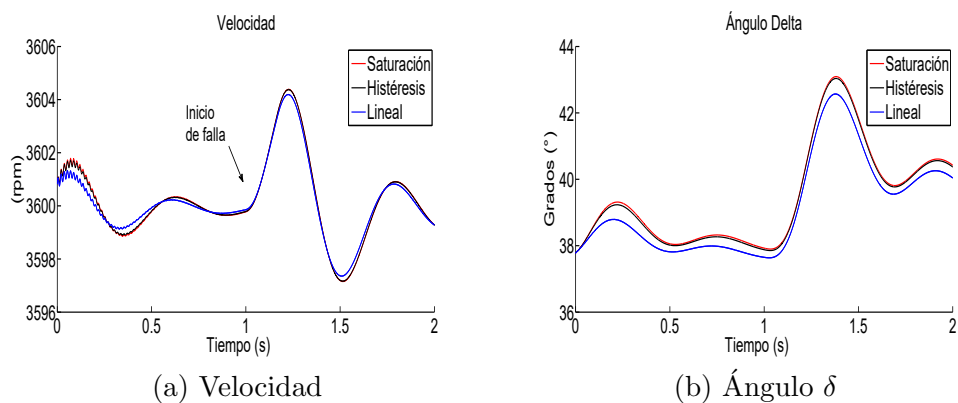 Velocidad
3606
3604
3602
3600
3598
3596
(rpm)
Saturación
Histéresis
Lineal
Inicio
de falla
0
0.5
1
1.5
2
Tiempo (s)
(a) Velocidad
Ángulo Delta
44
42
40
38
36
Grados (°)
Saturación
Histéresis
Lineal
0
0.5
1
1.5
2
Tiempo (s)
(b) Ángulo δ